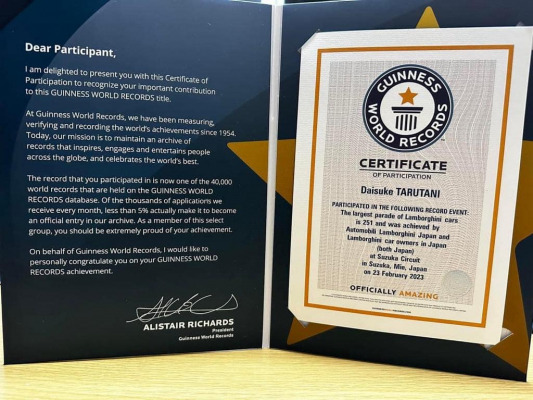 Dear Participant,
I am delighted to present you with this Certificate of
Participation to recognize your important contribution
to this GUINNESS WORLD RECORDS title.
At Guinness World Records, we have been measuring,
verifying and recording the world's achievements since 1954.
Today, our mission is to maintain an archive of
records that inspires, engages and entertains people
across the globe, and celebrates the world's best.
The record that you participated in is now one of the 40,000
world records that are held on the GUINNESS WORLD
RECORDS database. Of the thousands of applications we
receive every month, less than 5% actually make it to become
an official entry in our archive. As a member of this select
group, you should be extremely proud of your achievement.
On behalf of Guinness World Records, I would like to
personally congratulate you on your GUINNESS WORLD
RECORDS achievement.
ALISTAIR RICHARDS
President
Guinness World Records
GUINNESS
WORLD RECORDS
CERTIFICATE
OF PARTICIPATION
Daisuke TARUTANI
PARTICIPATED IN THE FOLLOWING RECORD EVENT:
The largest parade of Lamborghini cars
is 251 and was achieved by
Automobili Lamborghini Japan and
Lamborghini car owners in Japan
(both Japan)
at Suzuka Circuit
in Suzuka, Mie, Japan
on 23 February 2023
OFFICIALLY AMAZING